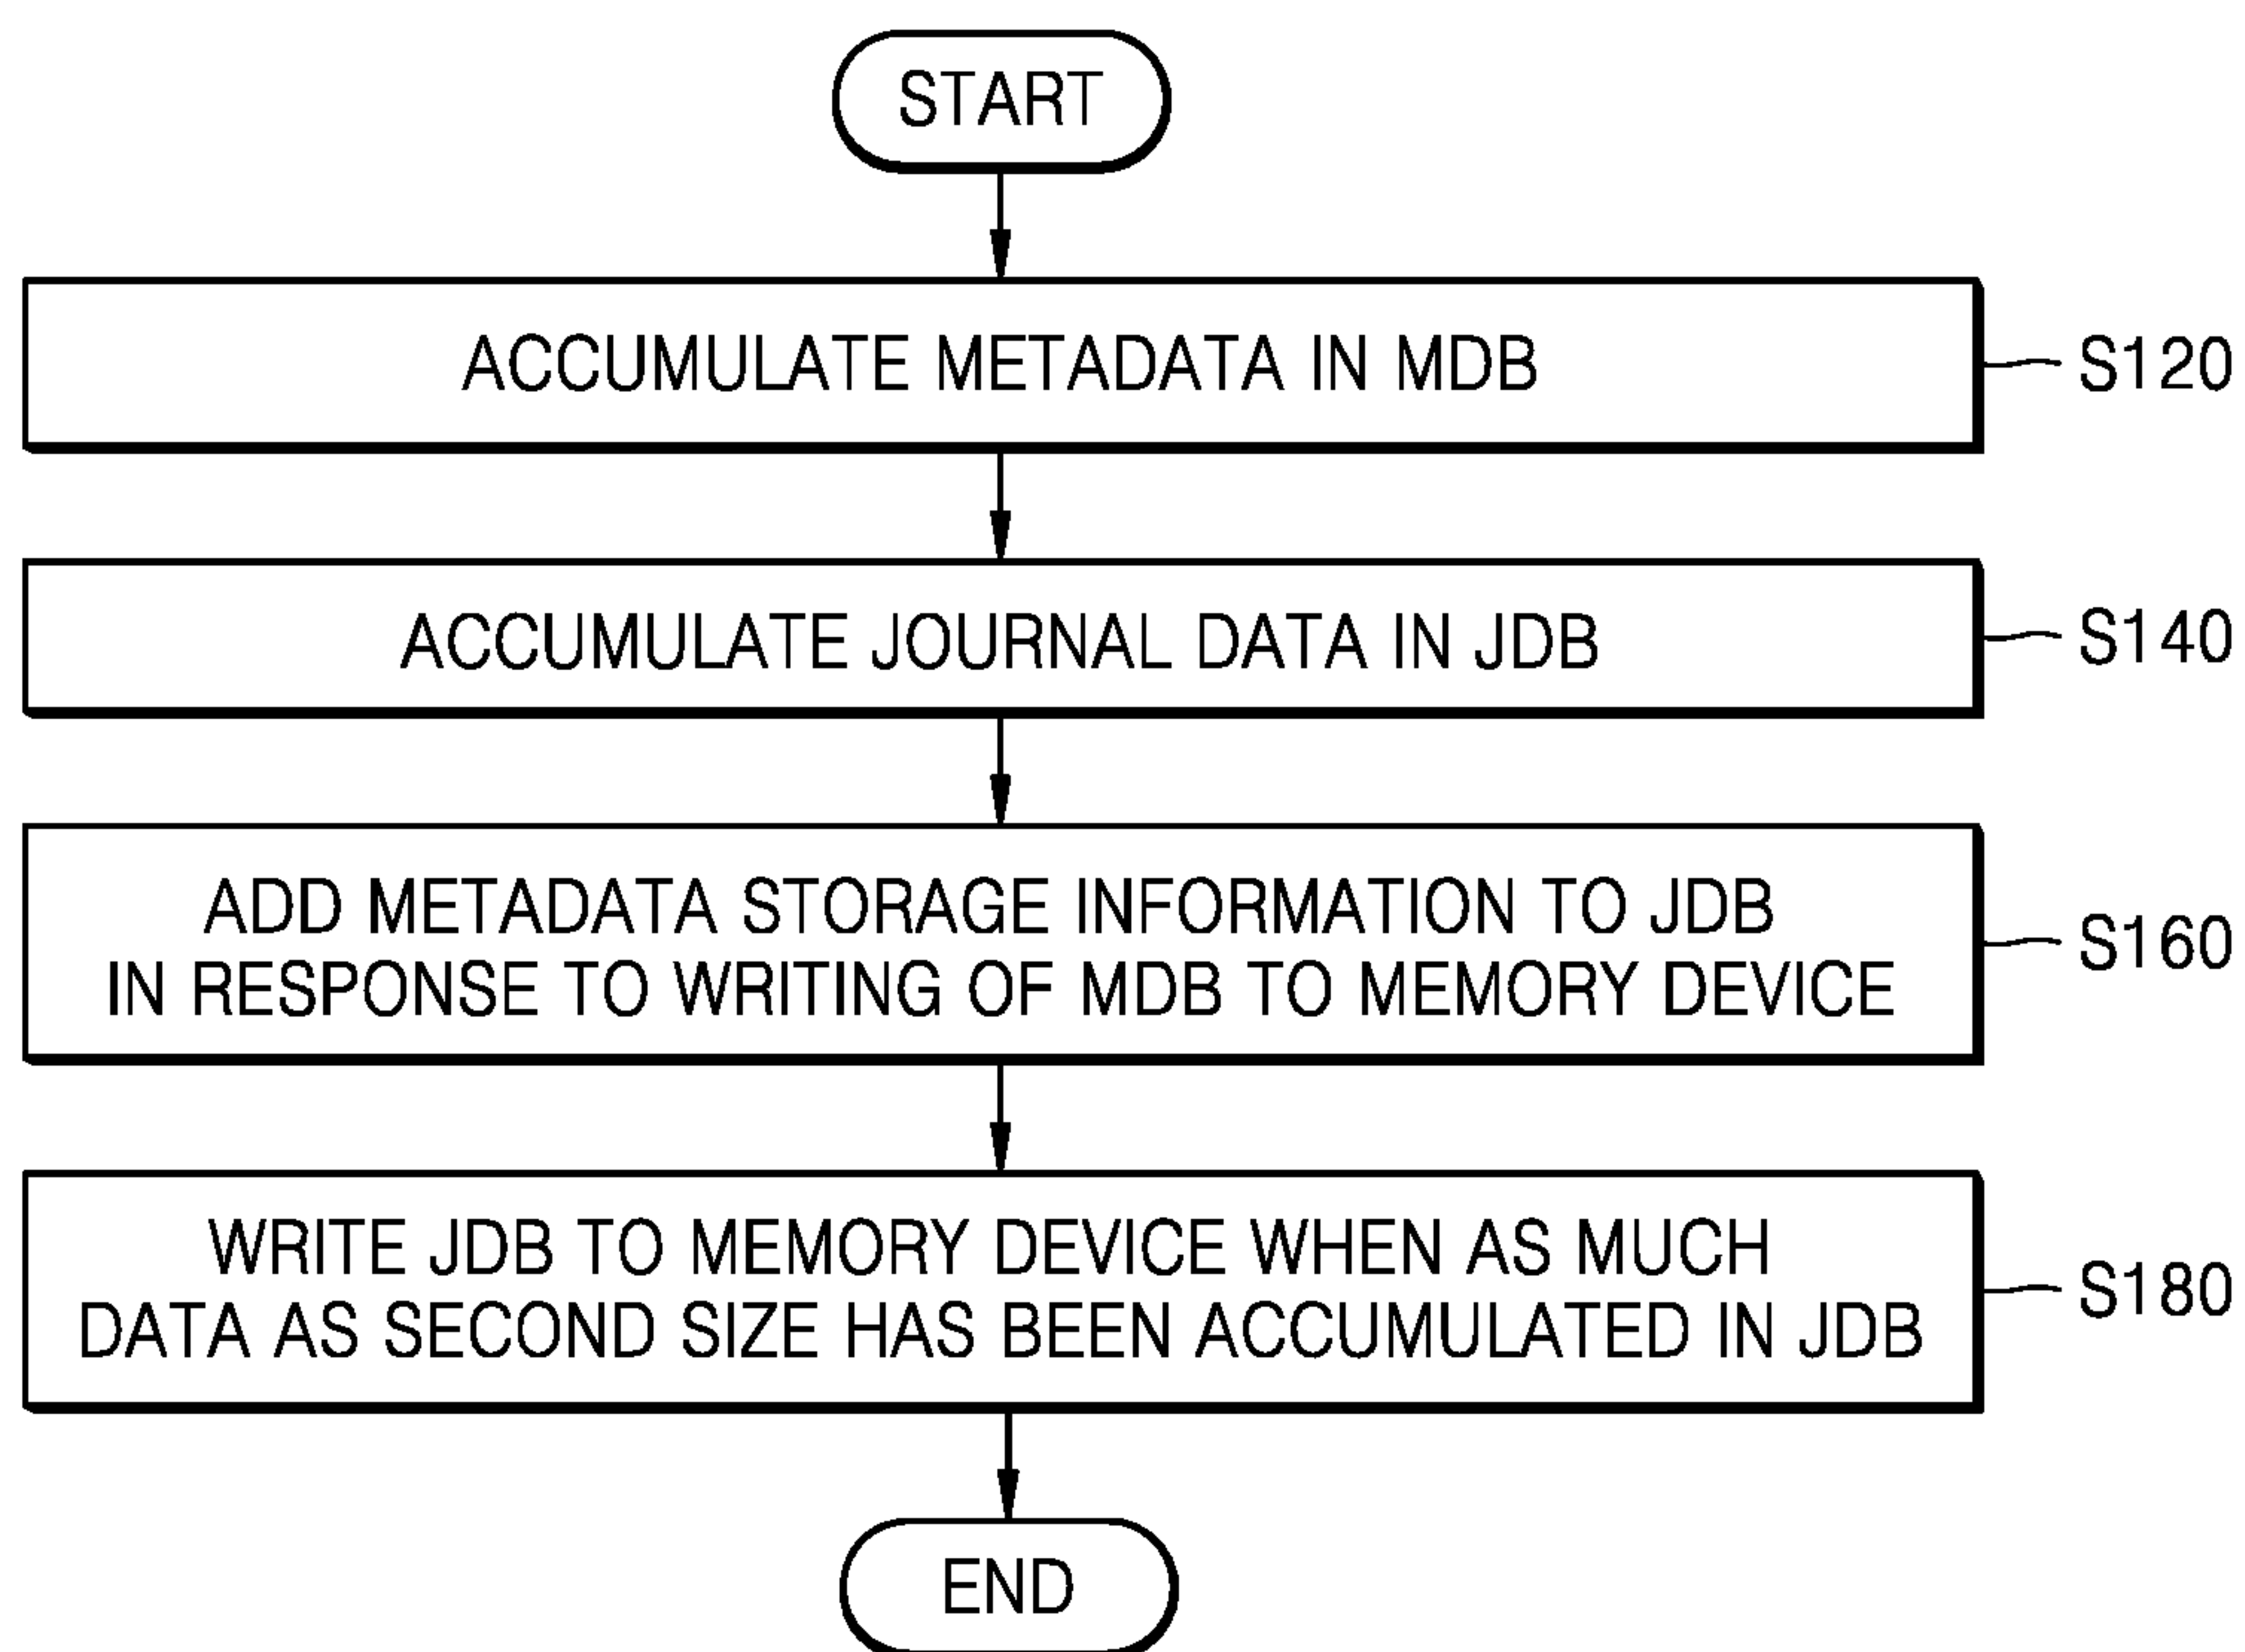 START
ACCUMULATE METADATA IN MDB
S120
ACCUMULATE JOURNAL DATA IN JDB
S140
ADD METADATA STORAGE INFORMATION TO JDB
IN RESPONSE TO WRITING OF MDB TO MEMORY DEVICE
S160
WRITE JDB TO MEMORY DEVICE WHEN AS MUCH
DATA AS SECOND SIZE HAS BEEN ACCUMULATED IN JDB
S180
END